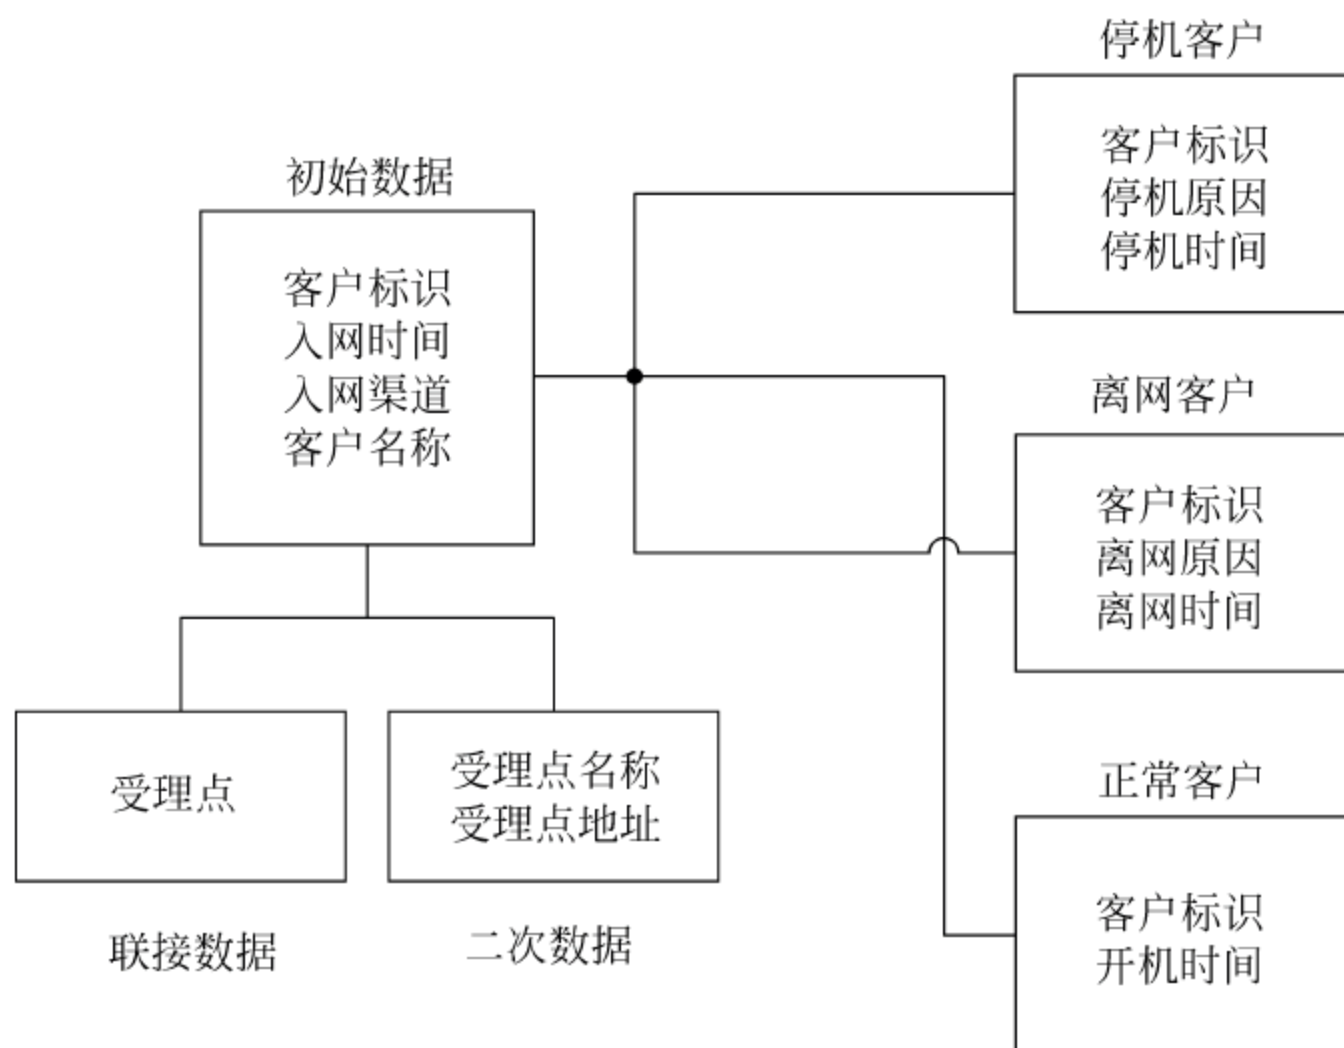 停机客户
客户标识
停机原因
停机时间
初始数据
客户标识
入网时间
入网渠道
客户名称
离网客户
客户标识
离网原因
离网时间
受理点
联接数据
受理点名称
受理点地址
二次数据
正常客户
客户标识
开机时间